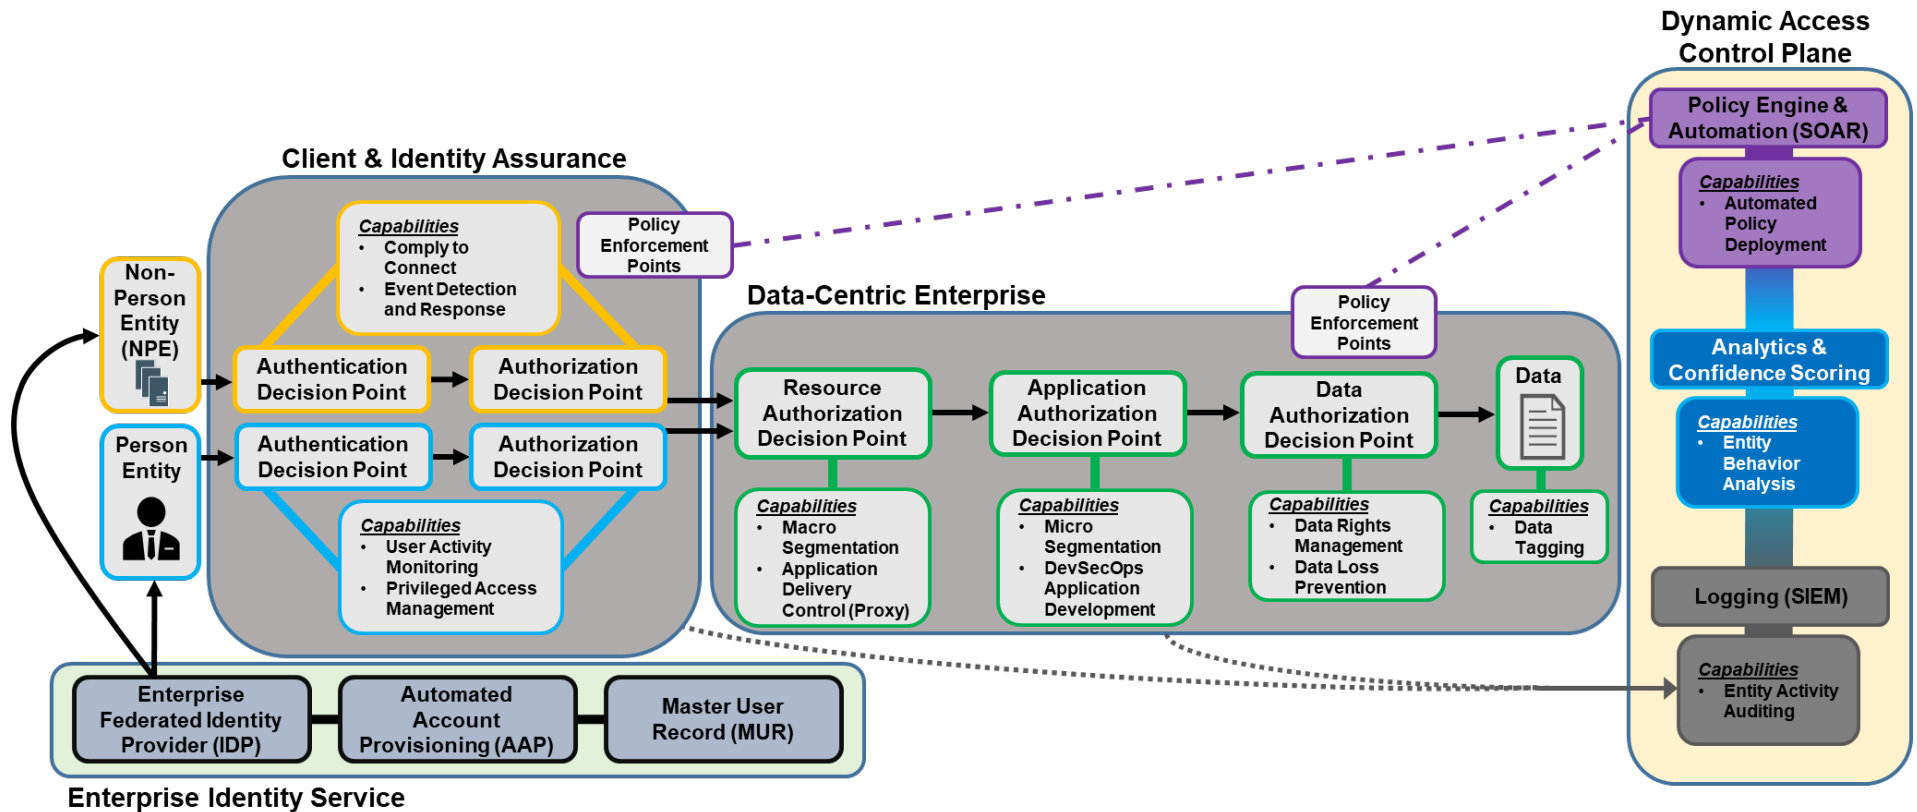 Dynamic Access
Control Plane
Policy Engine &
Automation (SOAR)
Capabilities
• Automated
Policy
Deployment
Analytics &
Confidence Scoring
Capabilities
• Entity
Behavior
Analysis
Logging (SIEM)
Capabilities
• Entity Activity
Auditing
Client & Identity Assurance
Capabilities
• Comply to
Connect
• Event Detection
and Response
Policy
Enforcement
Points
Non-
Person
Entity
(NPE)
Authentication
Decision Point
Authorization
Decision Point
Person
Entity
Authentication
Decision Point
Authorization
Decision Point
Capabilities
• User Activity
Monitoring
• Privileged Access
Management
Data-Centric Enterprise
Policy
Enforcement
Points
Resource
Authorization
Decision Point
Application
Authorization
Decision Point
Data
Authorization
Decision Point
Data
Capabilities
• Macro
Segmentation
• Application
Delivery
Control (Proxy)
Capabilities
• Micro
Segmentation
• DevSecOps
Application
Development
Capabilities
• Data Rights
Management
• Data Loss
Prevention
Capabilities
• Data
Tagging
Enterprise
Federated Identity
Provider (IDP)
Automated
Account
Provisioning (AAP)
Master User
Record (MUR)
Enterprise Identity Service